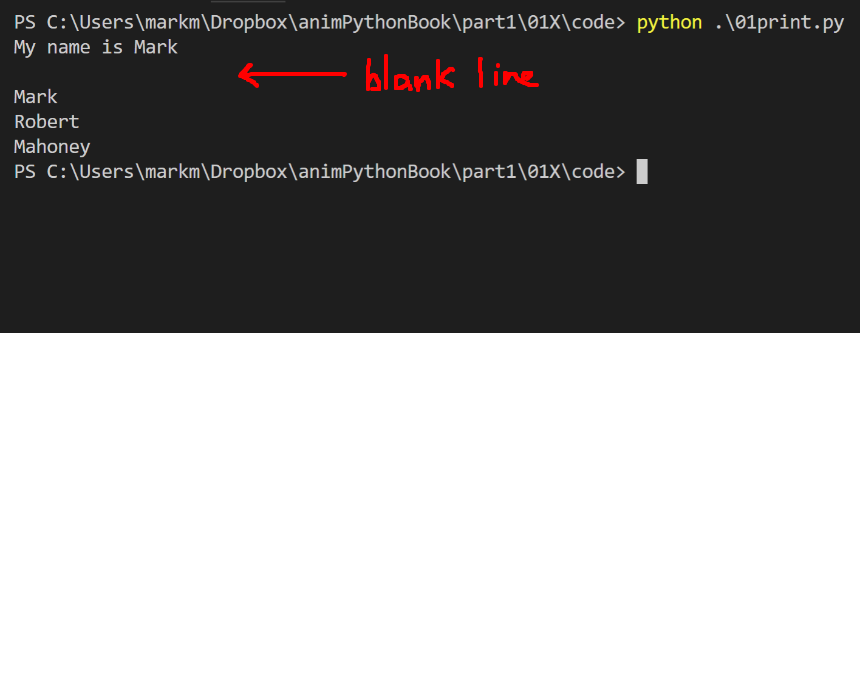 PS C:\Users\markm\Dropbox\animPythonBook\part1\01X\code> python .\01print.py
My name is Mark
blank line
Mark
Robert
Mahoney
PS C:\Users\markm\Dropbox\animPythonBook\part1\01X\code>